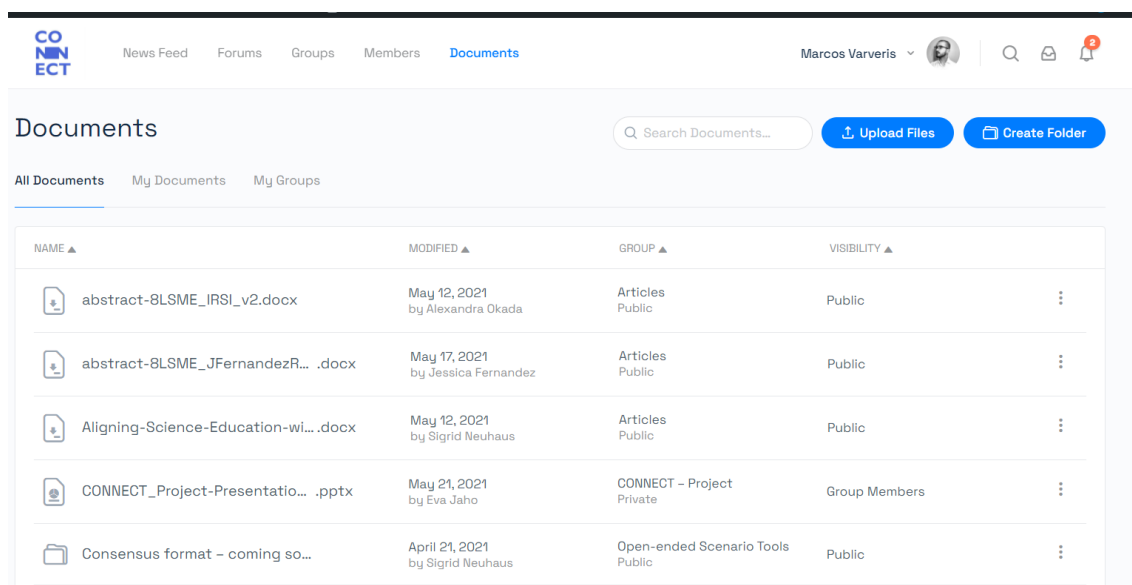 CO
NN
ECT
News Feed Forums Groups Members Documents
Marcos Varveris
2
Documents
Search Documents...
Upload Files
Create Folder
All Documents My Documents My Groups
NAME MODIFIED GROUP VISIBILITY
abstract-8LSME_IRSI_v2.docx
May 12, 2021
by Alexandra Okada
Articles
Public
Public
abstract-8LSME_JFernandezR... .docx
May 17, 2021
by Jessica Fernandez
Articles
Public
Public
Aligning-Science-Education-wi... .docx
May 12, 2021
by Sigrid Neuhaus
Articles
Public
Public
CONNECT_Project-Presentatio... .pptx
May 21, 2021
by Eva Jaho
CONNECT – Project
Private
Group Members
Consensus format – coming so...
April 21, 2021
by Sigrid Neuhaus
Open-ended Scenario Tools
Public
Public